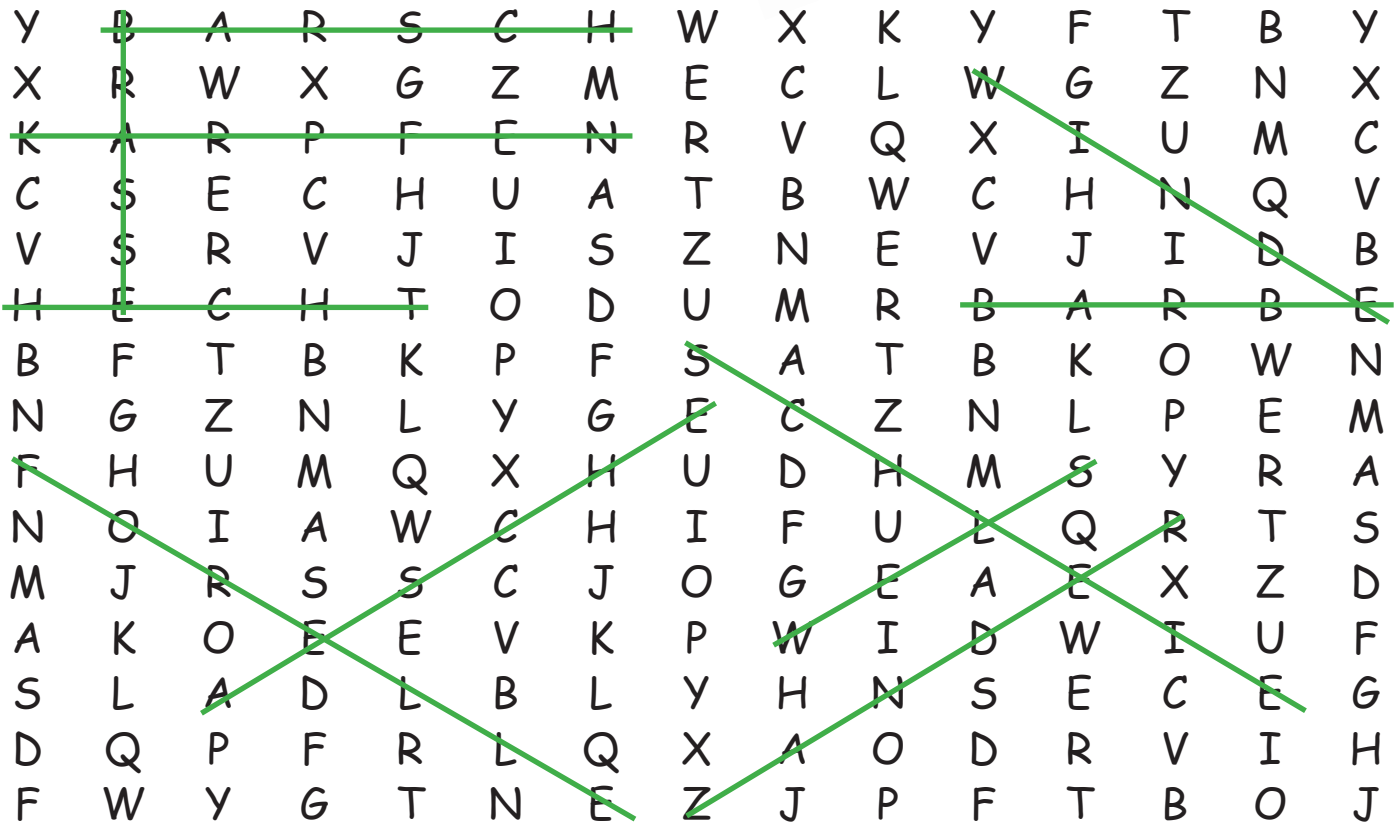 Y B A R S C H W X K Y F T B Y
X R W X G Z M E C L W G Z N X
K A R P F E N R V Q X I U M C
C S E C H U A T B W C H N Q V
V S R V J I S Z N E V J I D B
H E C H T O D U M R B A R B E
B F T B K P F S A T B K O W N
N G Z N L Y G E C Z N L P E M
F H U M Q X H U D H M S Y R A
N O I A W C H I F U L Q R T S
M J R S S C J O G E A E X Z D
A K O E E V K P W I D W I U F
S L A D L B L Y H N S E C E G
D Q P F R L Q X A O D R V I H
F W Y G T N E Z J P F T B O J